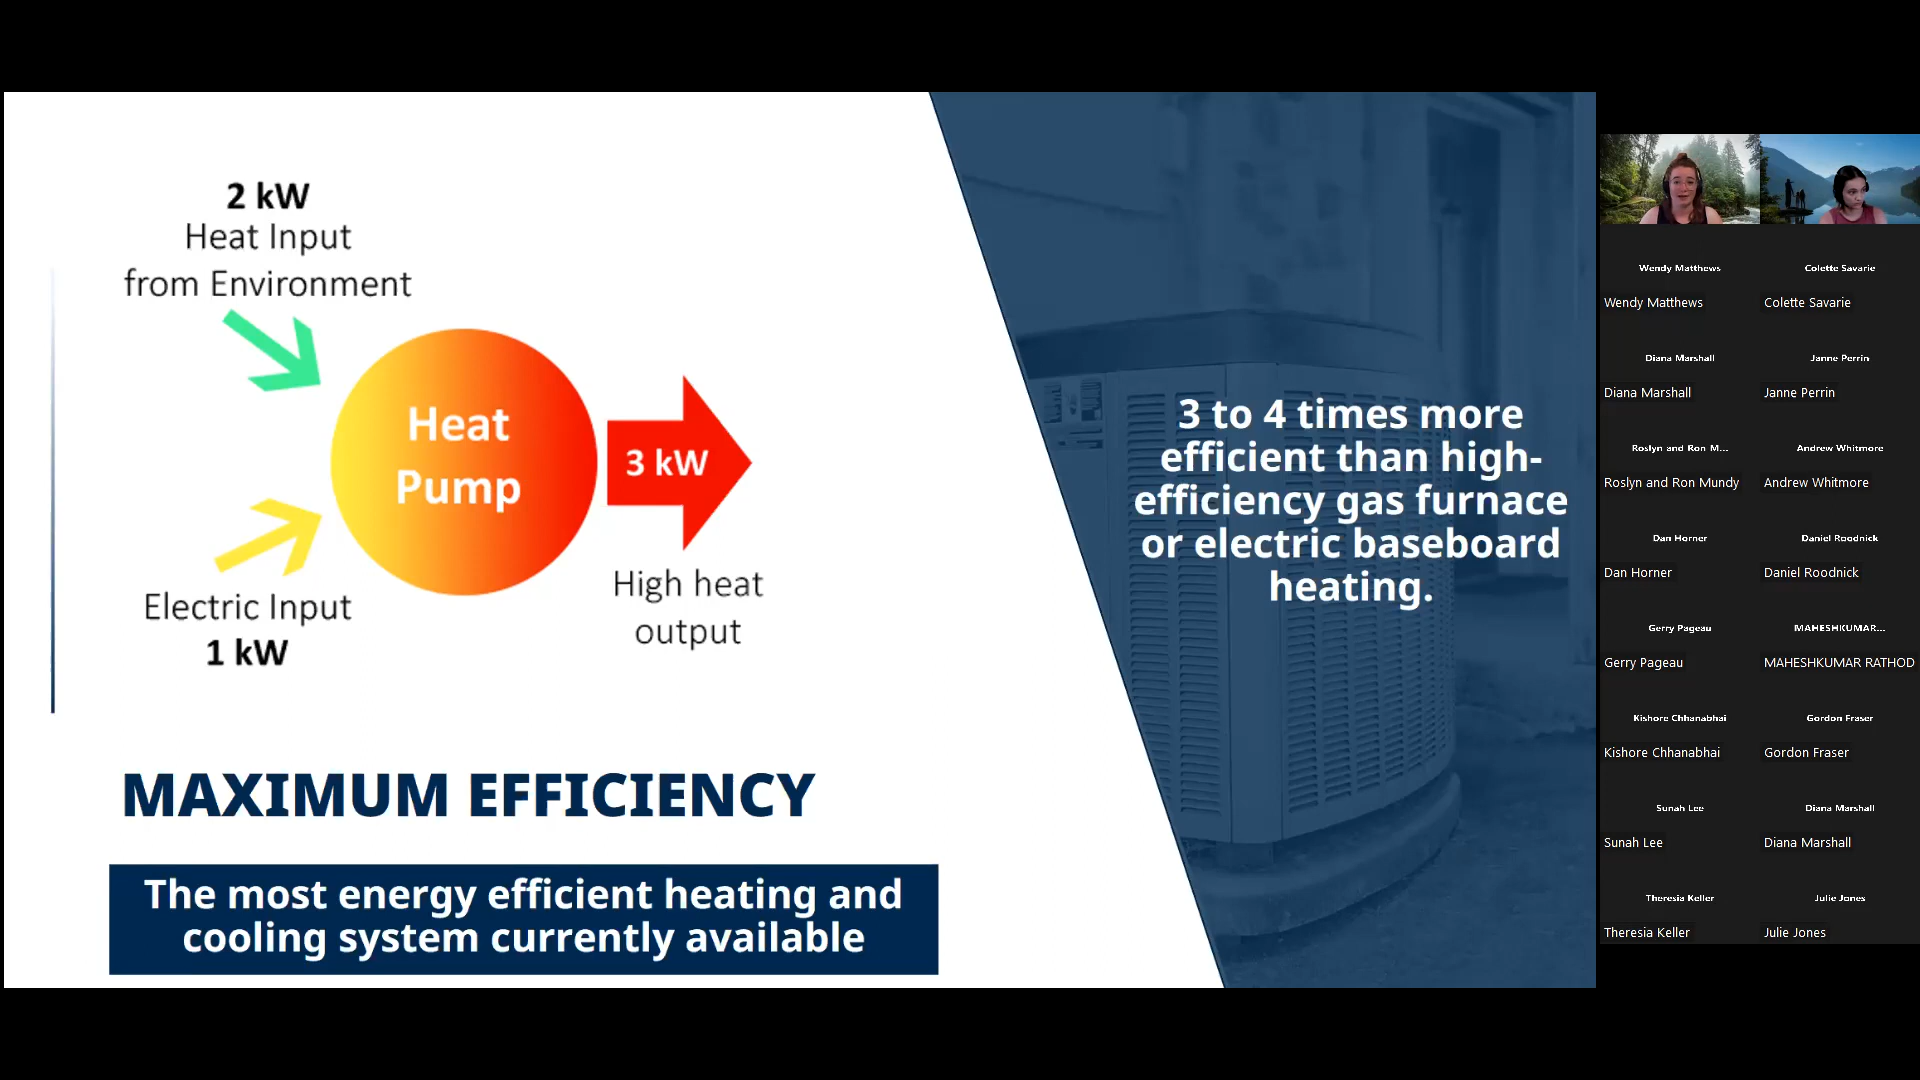 2 kW
Heat Input
from Environment
Heat
Pump
3 kW
Electric Input
1 kW
High heat
output
MAXIMUM EFFICIENCY
The most energy efficient heating and
cooling system currently available
3 to 4 times more
efficient than high-
efficiency gas furnace
or electric baseboard
heating.
Wendy Matthews
Wendy Matthews
Colette Savarie
Colette Savarie
Diana Marshall
Diana Marshall
Janne Perrin
Janne Perrin
Roslyn and Ron M...
Roslyn and Ron Mundy
Andrew Whitmore
Andrew Whitmore
Dan Horner
Dan Horner
Daniel Roodnick
Daniel Roodnick
Gerry Pageau
Gerry Pageau
MAHESHKUMAR...
MAHESHKUMAR RATHOD
Kishore Chhanabhai
Kishore Chhanabhai
Gordon Fraser
Gordon Fraser
Sunah Lee
Sunah Lee
Diana Marshall
Diana Marshall
Theresia Keller
Theresia Keller
Julie Jones
Julie Jones